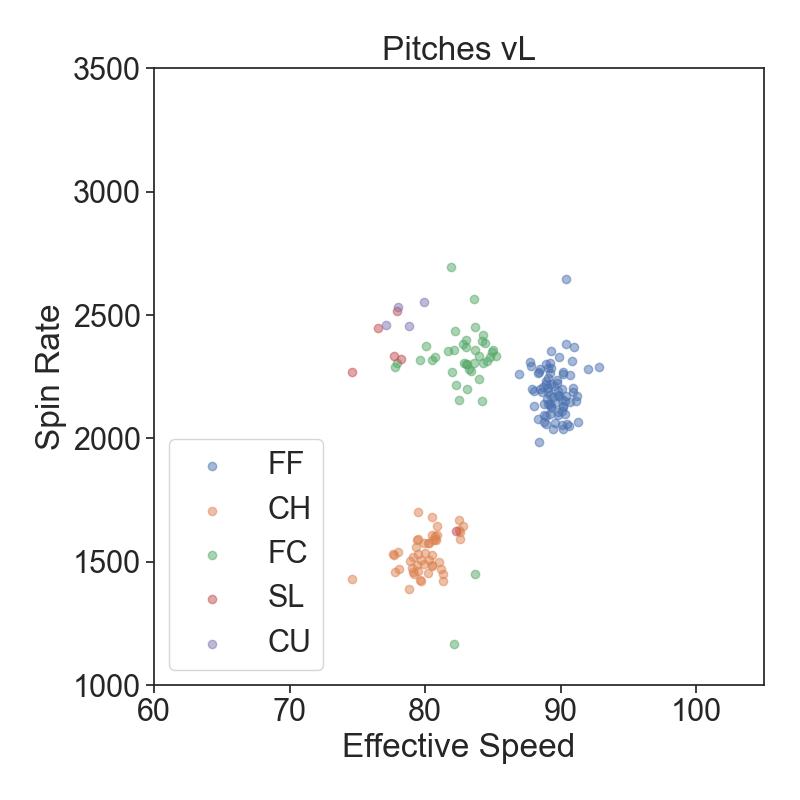 Pitches vL
3500
3000
2500
2000
1500
1000
Spin Rate
FF
CH
FC
SL
CU
60 70 80 90 100
Effective Speed